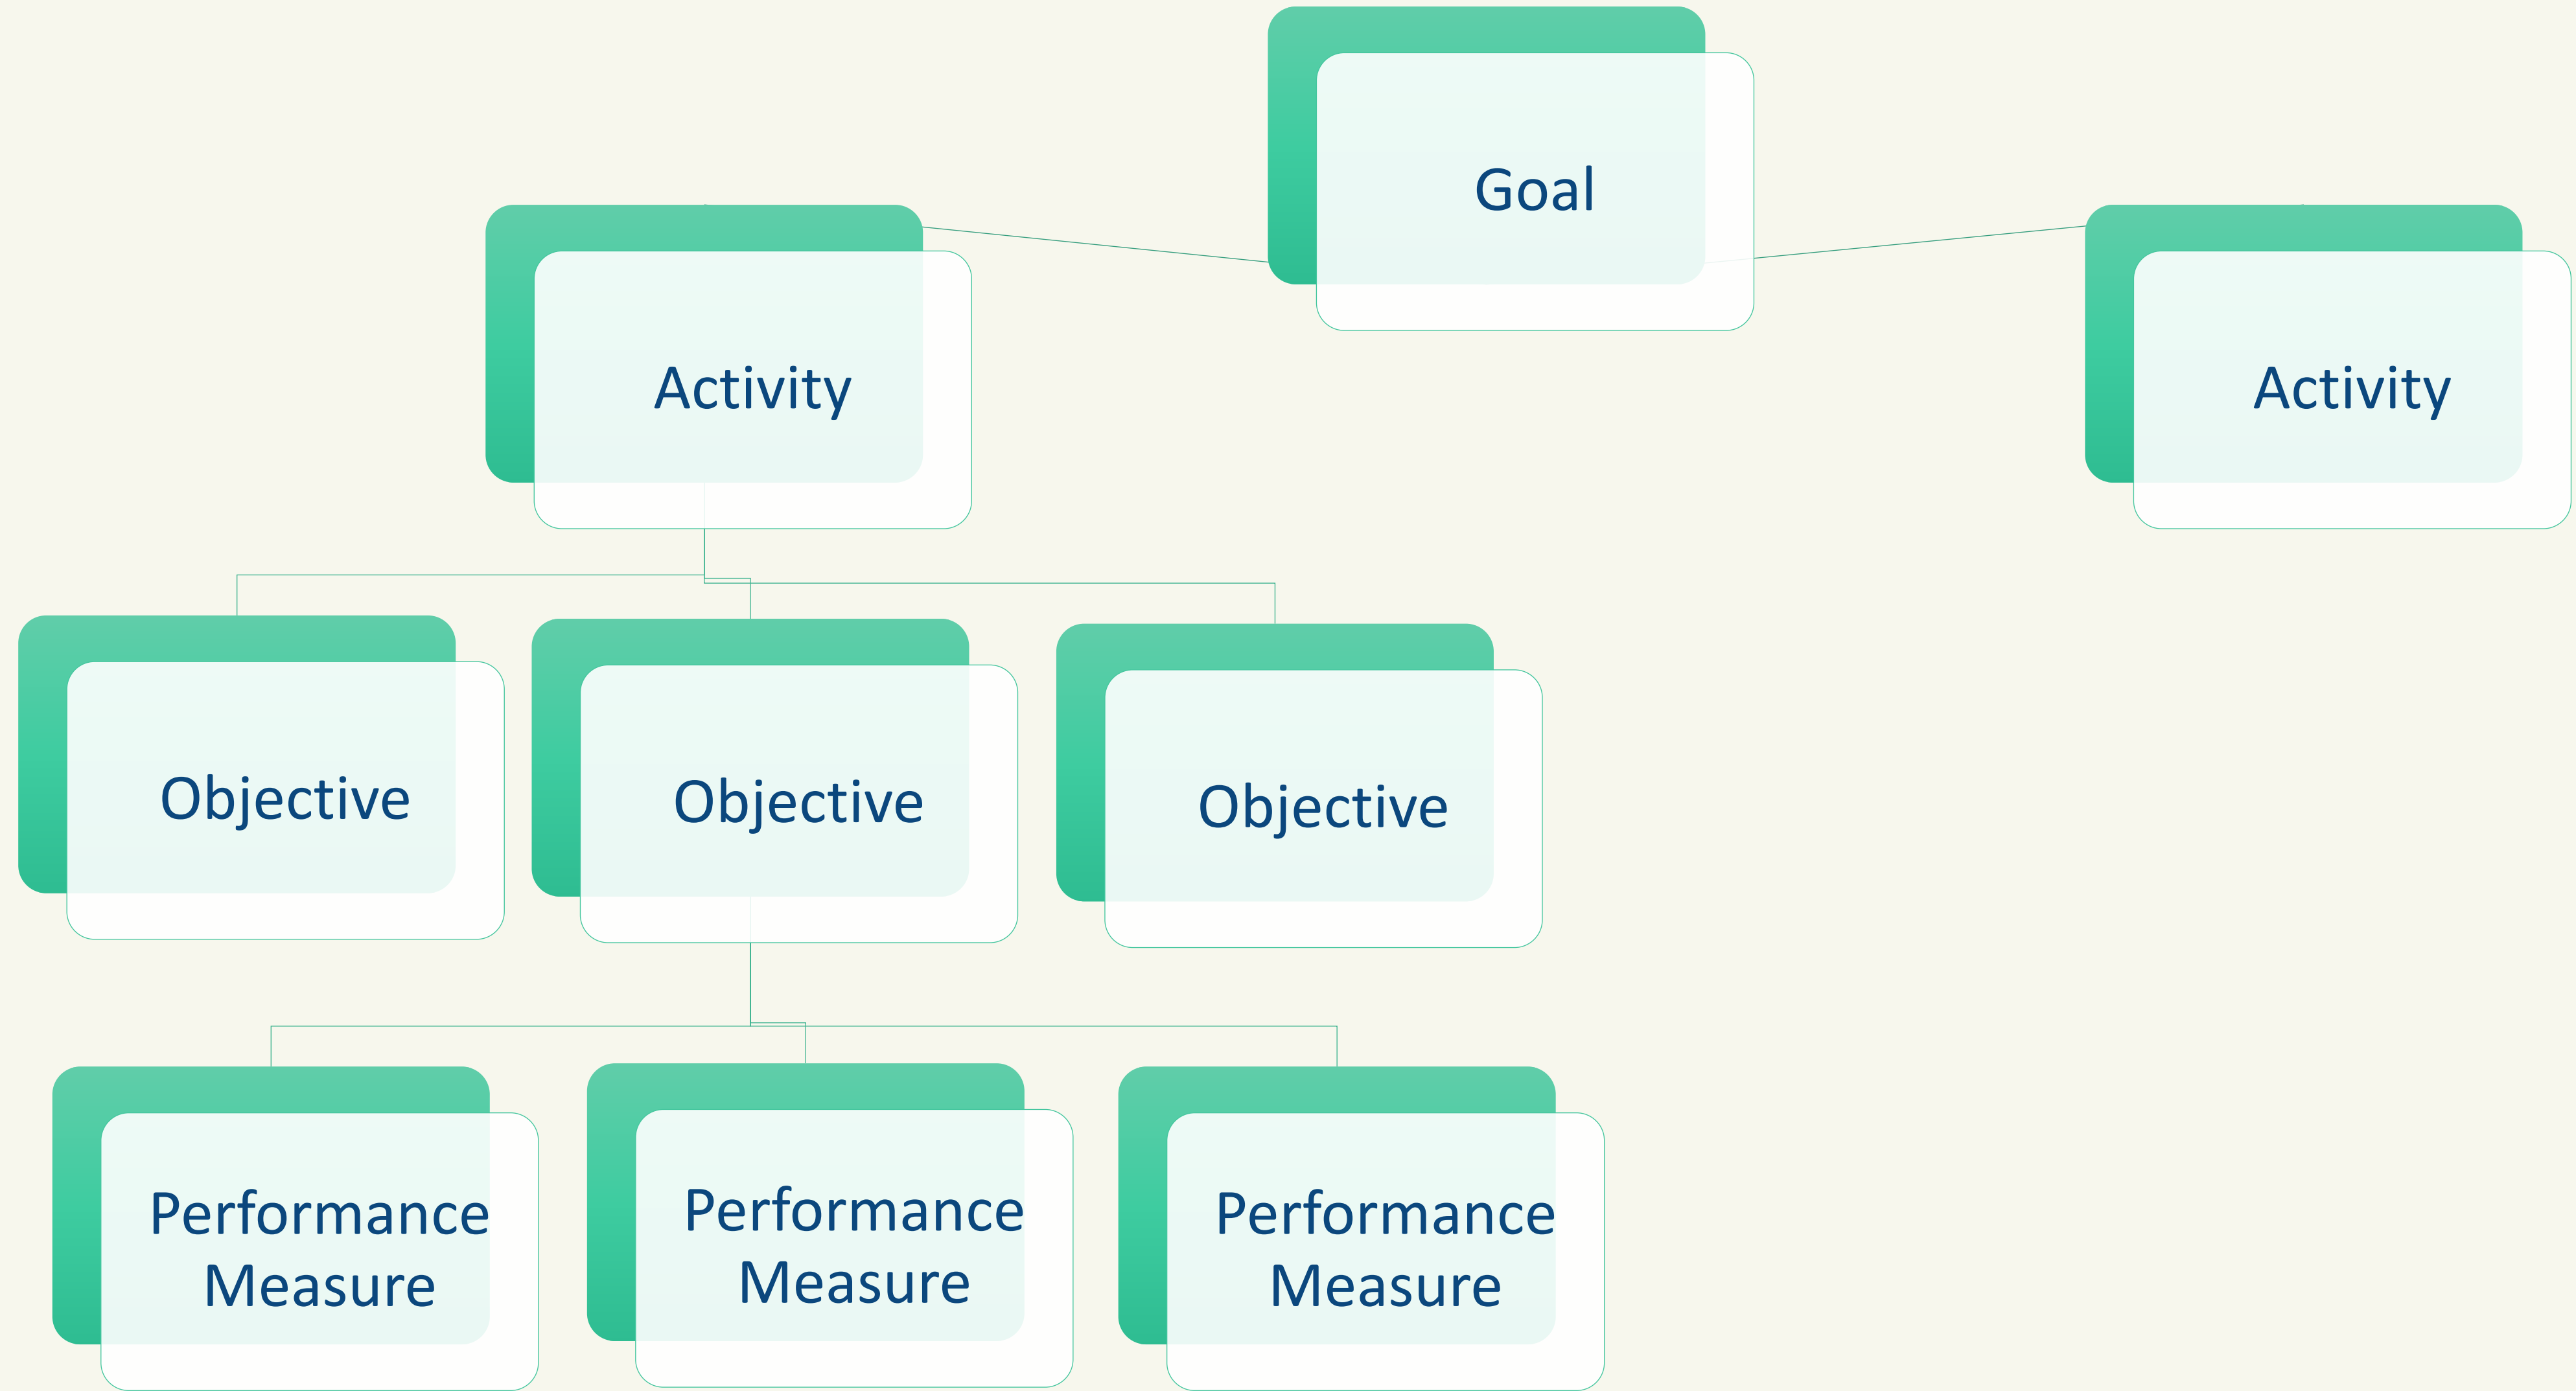 Goal
Activity
Activity
Objective
Objective
Objective
Performance
Measure
Performance
Measure
Performance
Measure